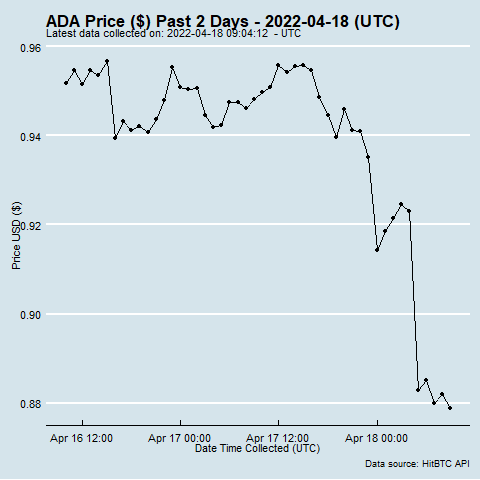 ADA Price ($) Past 2 Days - 2022-04-18 (UTC)
Latest data collected on: 2022-04-18 09:04:12 - UTC
0.96
0.94
0.92
0.90
0.88
Price USD ($)
Apr 16 12:00
Apr 17 00:00
Apr 17 12:00
Apr 18 00:00
Date Time Collected (UTC)
Data source: HitBTC API